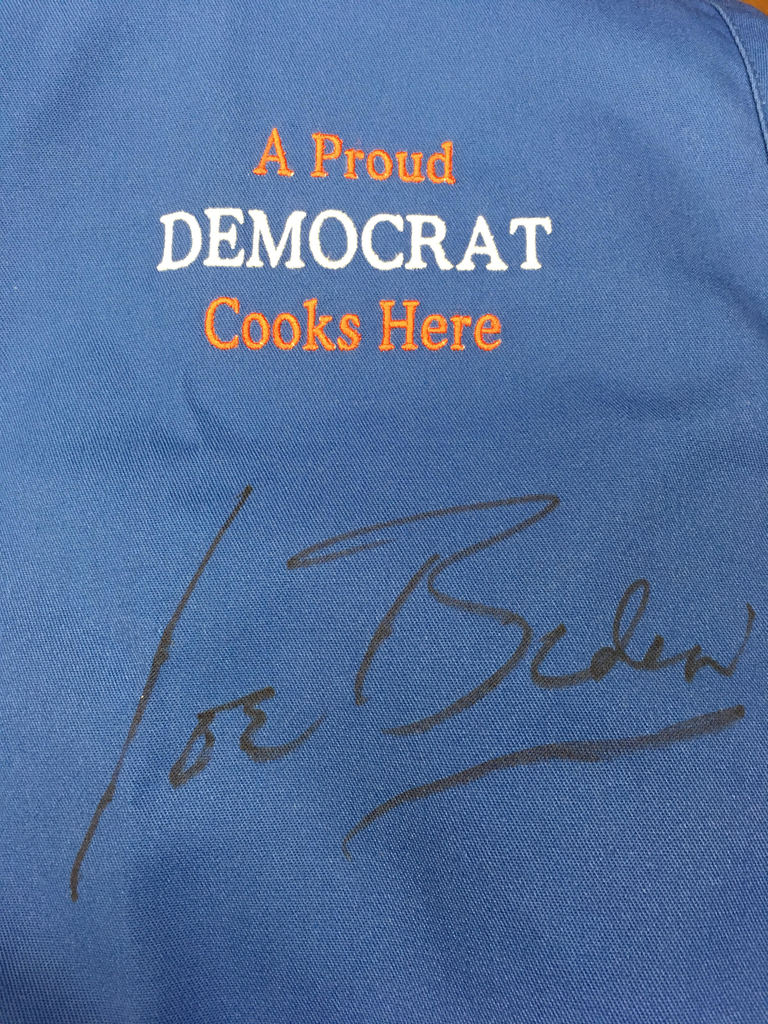 A Proud
DEMOCRAT
Cooks Here
Joe Biden